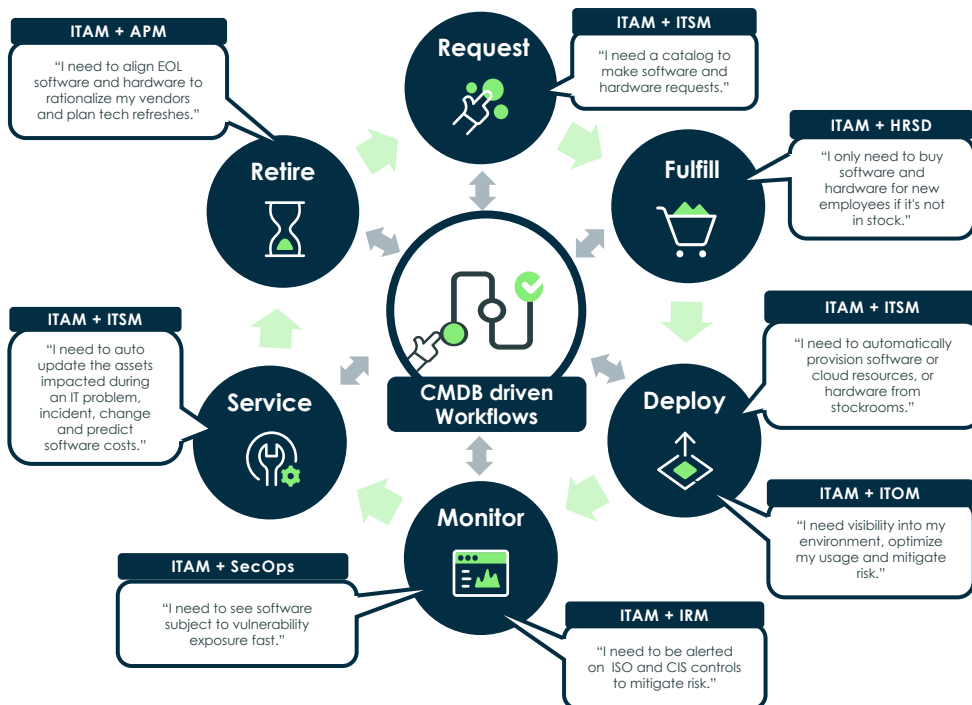 ITAM + APM
“I need to align EOL
software and hardware to
rationalize my vendors
and plan tech refreshes.”
Request
ITAM + ITSM
“I need a catalog to
make software and
hardware requests.”
ITAM + HRSD
“I only need to buy
software and
hardware for new
employees if it's not
in stock.”
Retire
Fulfill
ITAM + ITSM
“I need to auto
update the assets
impacted during
an IT problem,
incident, change
and predict
software costs.”
Service
CMDB driven
Workflows
Deploy
ITAM + ITSM
“I need to automatically
provision software or
cloud resources, or
hardware from
stockrooms.”
ITAM + ITOM
“I need visibility into my
environment, optimize
my usage and mitigate
risk.”
Monitor
ITAM + SecOps
“I need to see software
subject to vulnerability
exposure fast.”
ITAM + IRM
“I need to be alerted
on ISO and CIS controls
to mitigate risk.”